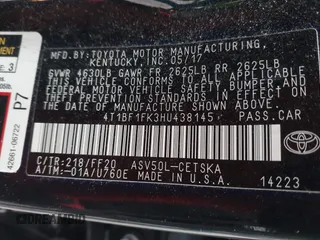 TOYOTA MOTOR MANUFACTURING,
KENTUCKY, INC. 05/17
GVWR 4630LB GAWR FR 2625LB RR 2625LB
THIS VEHICLE CONFORMS TO ALL APPLICABLE
FEDERAL MOTOR VEHICLE SAFETY, BUMPER, AND
THEFT PREVENTION STANDARDS IN EFFECT ON
THE DATE OF MANUFACTURE SHOWN ABOVE.
4T1BF1FK3HU438145 PASS.CAR
C/TR:218/FF20 ASV50L-CETSKA
A/TM:-01A/U760E MADE IN U.S.A.
14223
TOYOTA
3
P7
42661-06722